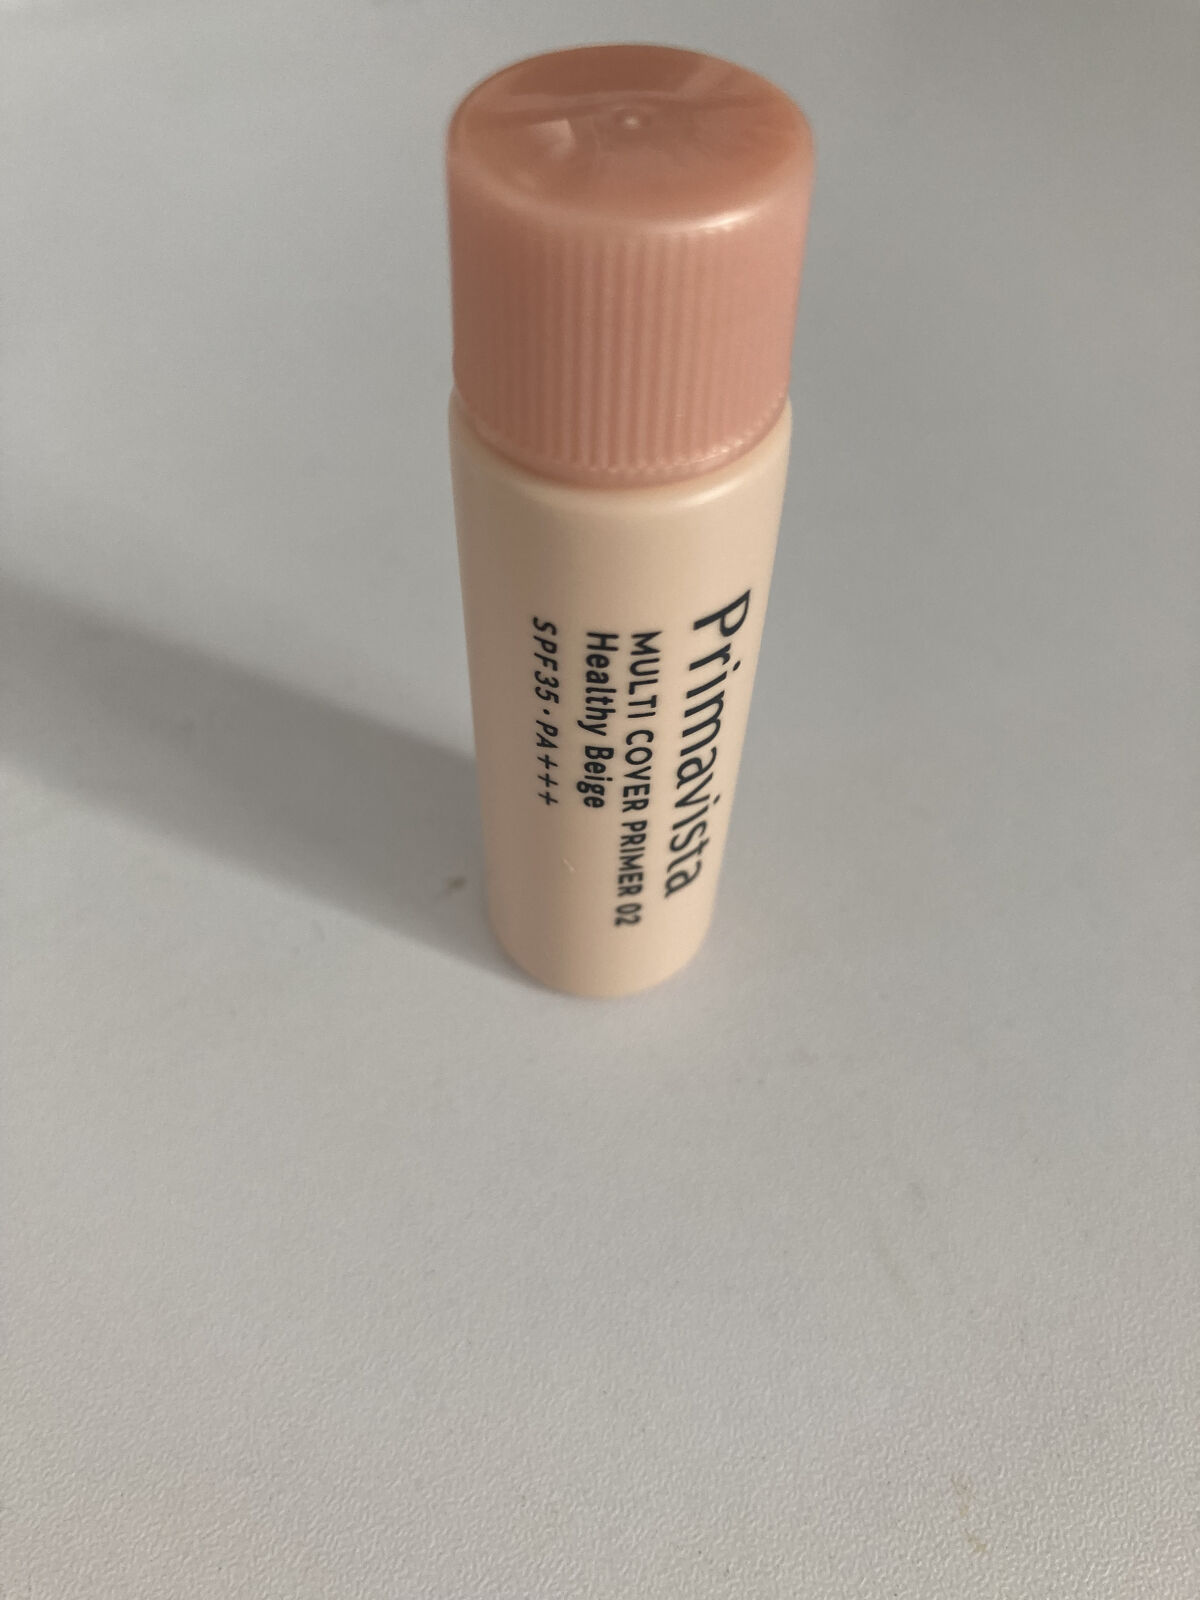 Primavista
MULTI COVER PRIMER 02
Healthy Beige
SPF35・PA+++